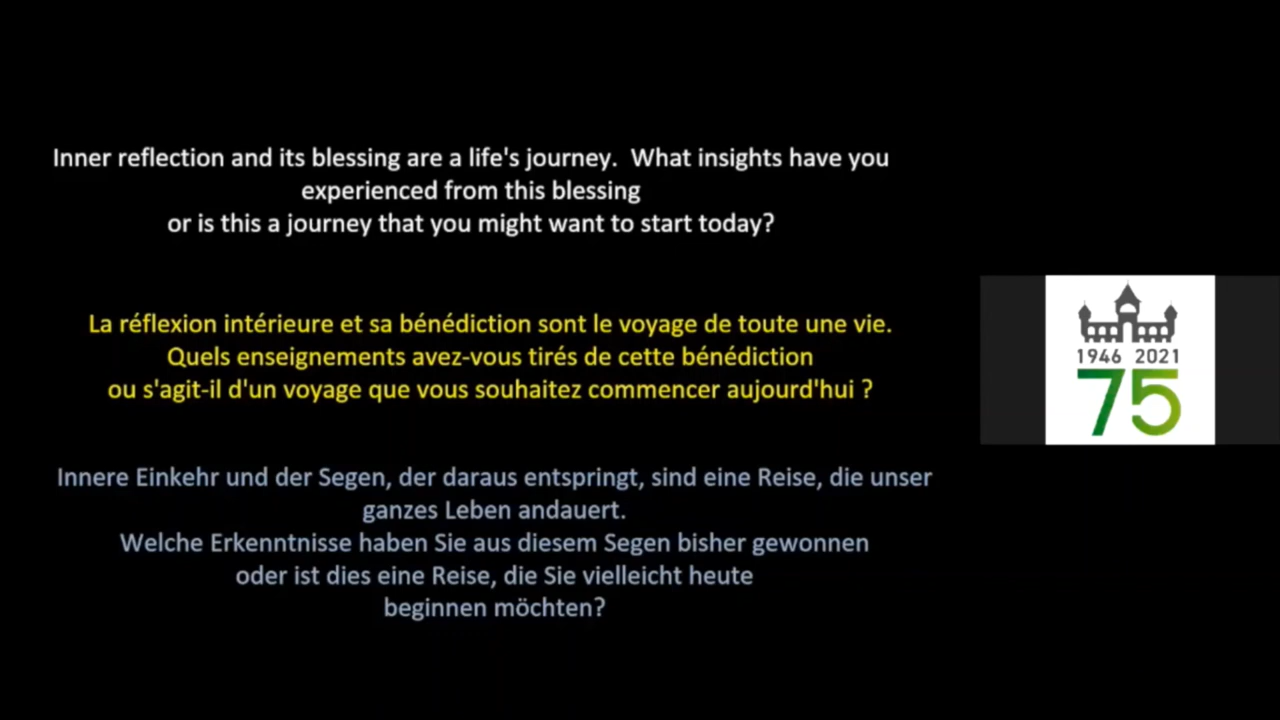 Inner reflection and its blessing are a life's journey.  What insights have you
experienced from this blessing
or is this a journey that you might want to start today?
La réflexion intérieure et sa bénédiction sont le voyage de toute une vie.
Quels enseignements avez-vous tirés de cette bénédiction
ou s'agit-il d'un voyage que vous souhaitez commencer aujourd'hui ?
Innere Einkehr und der Segen, der daraus entspringt, sind eine Reise, die unser
ganzes Leben andauert.
Welche Erkenntnisse haben Sie aus diesem Segen bisher gewonnen
oder ist dies eine Reise, die Sie vielleicht heute
beginnen möchten?
1946 2021
75